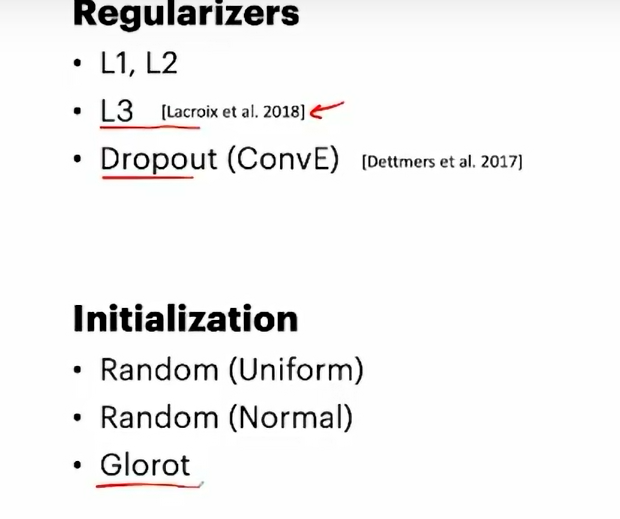 Regularizers
• L1, L2
• L3 [Lacroix et al. 2018]
• Dropout (ConvE) [Dettmers et al. 2017]
Initialization
• Random (Uniform)
• Random (Normal)
• Glorot